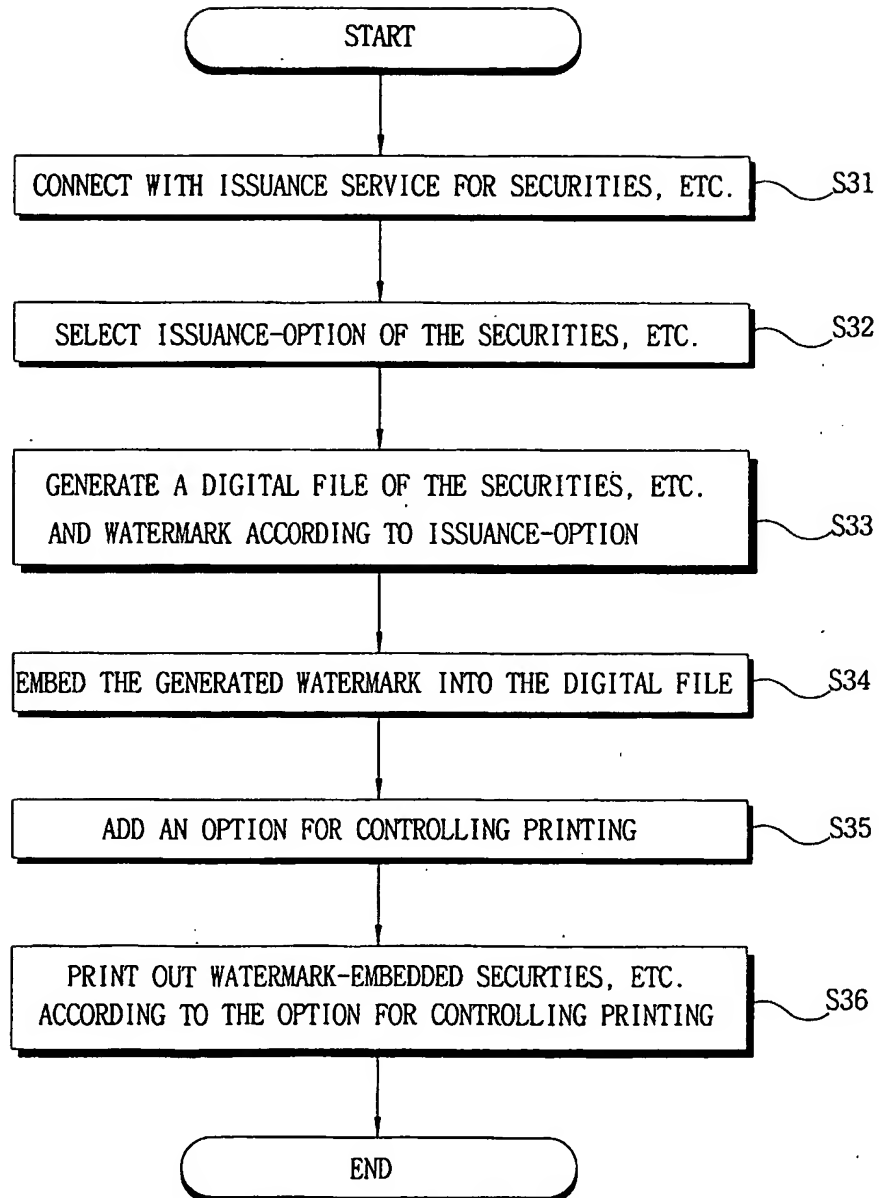 START
CONNECT WITH ISSUANCE SERVICE FOR SECURITIES, ETC.
S31
SELECT ISSUANCE-OPTION OF THE SECURITIES, ETC.
S32
GENERATE A DIGITAL FILE OF THE SECURITIES, ETC.
AND WATERMARK ACCORDING TO ISSUANCE-OPTION
S33
EMBED THE GENERATED WATERMARK INTO THE DIGITAL FILE
S34
ADD AN OPTION FOR CONTROLLING PRINTING
S35
PRINT OUT WATERMARK-EMBEDDED SECURTIES, ETC.
ACCORDING TO THE OPTION FOR CONTROLLING PRINTING
S36
END